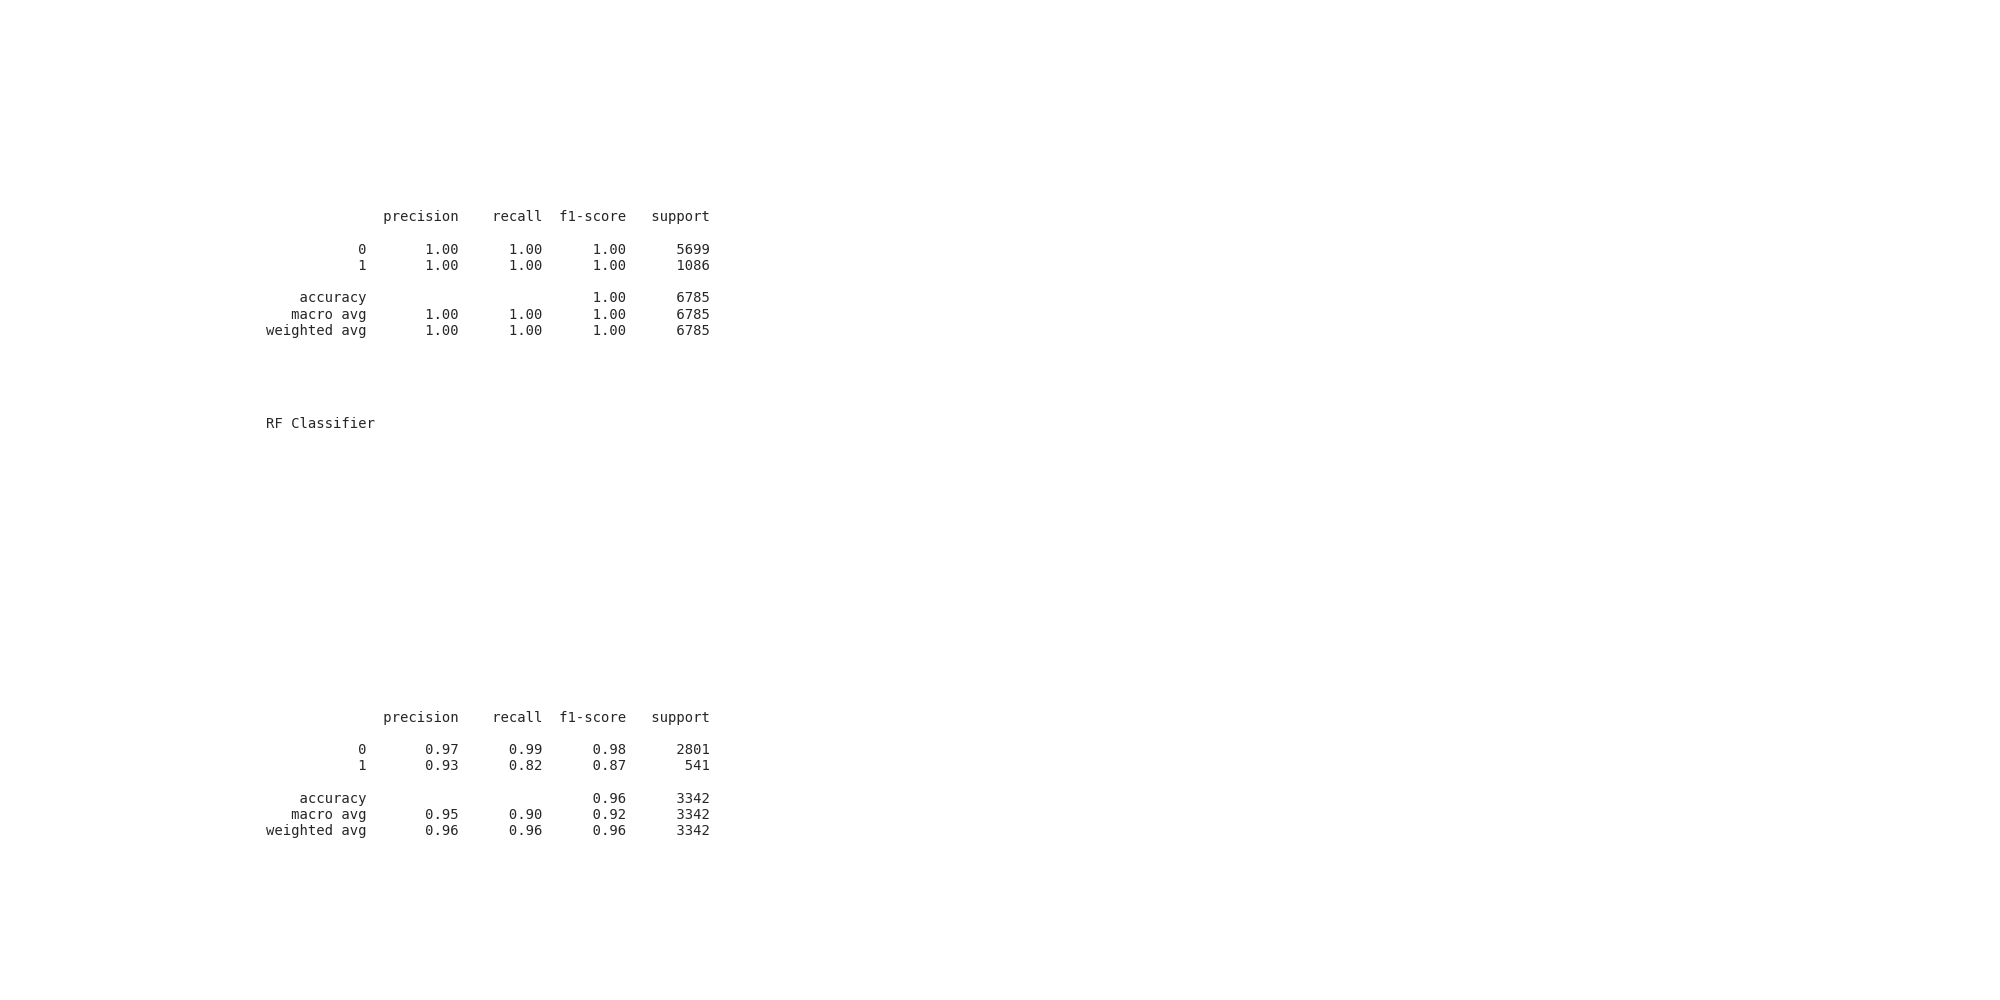 precision    recall  f1-score   support
           0       1.00      1.00      1.00      5699
           1       1.00      1.00      1.00      1086
    accuracy                           1.00      6785
   macro avg       1.00      1.00      1.00      6785
weighted avg       1.00      1.00      1.00      6785
RF Classifier
              precision    recall  f1-score   support
           0       0.97      0.99      0.98      2801
           1       0.93      0.82      0.87       541
    accuracy                           0.96      3342
   macro avg       0.95      0.90      0.92      3342
weighted avg       0.96      0.96      0.96      3342